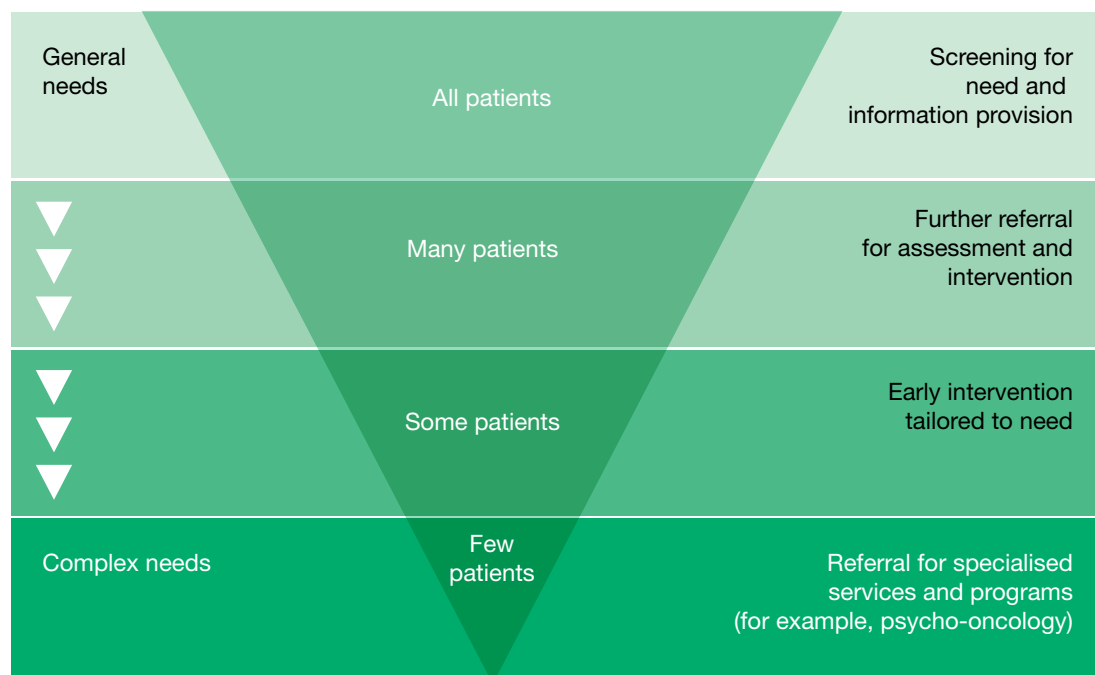 General
needs
All patients
Screening for
need and
information provision
Many patients
Further referral
for assessment and
intervention
Some patients
Early intervention
tailored to need
Complex needs
Few
patients
Referral for specialised
services and programs
(for example, psycho-oncology)